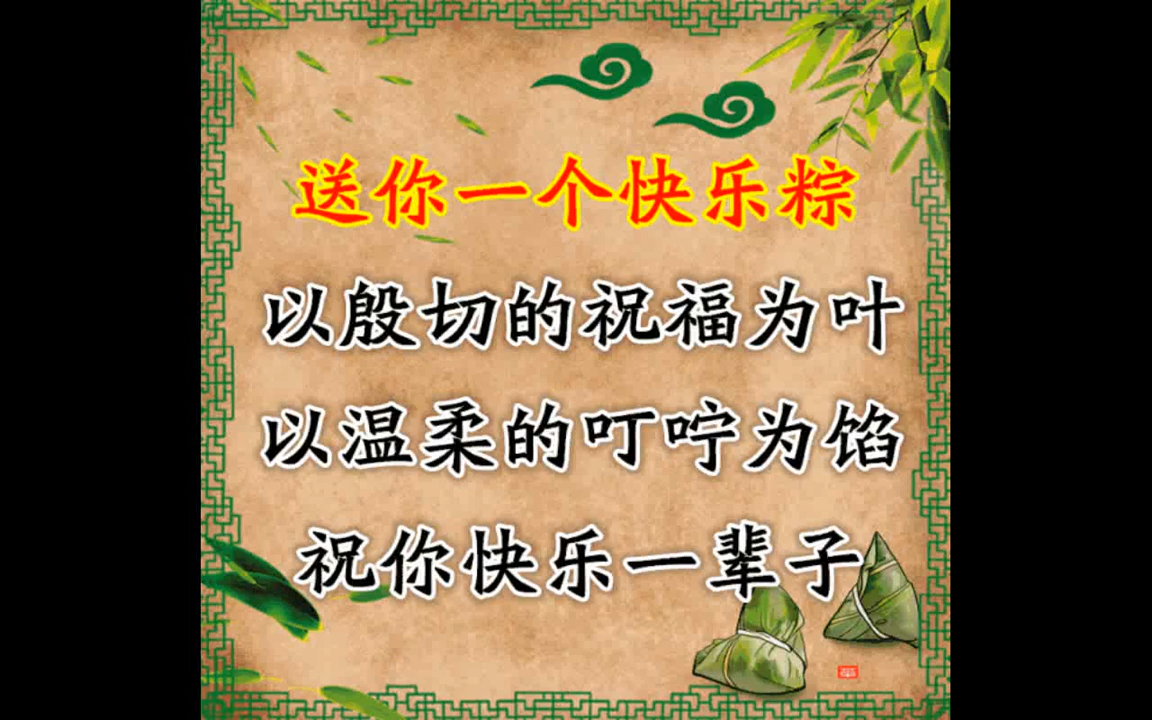 送你一个快乐粽
以殷切的祝福为叶
以温柔的叮咛为馅
祝你快乐一辈子